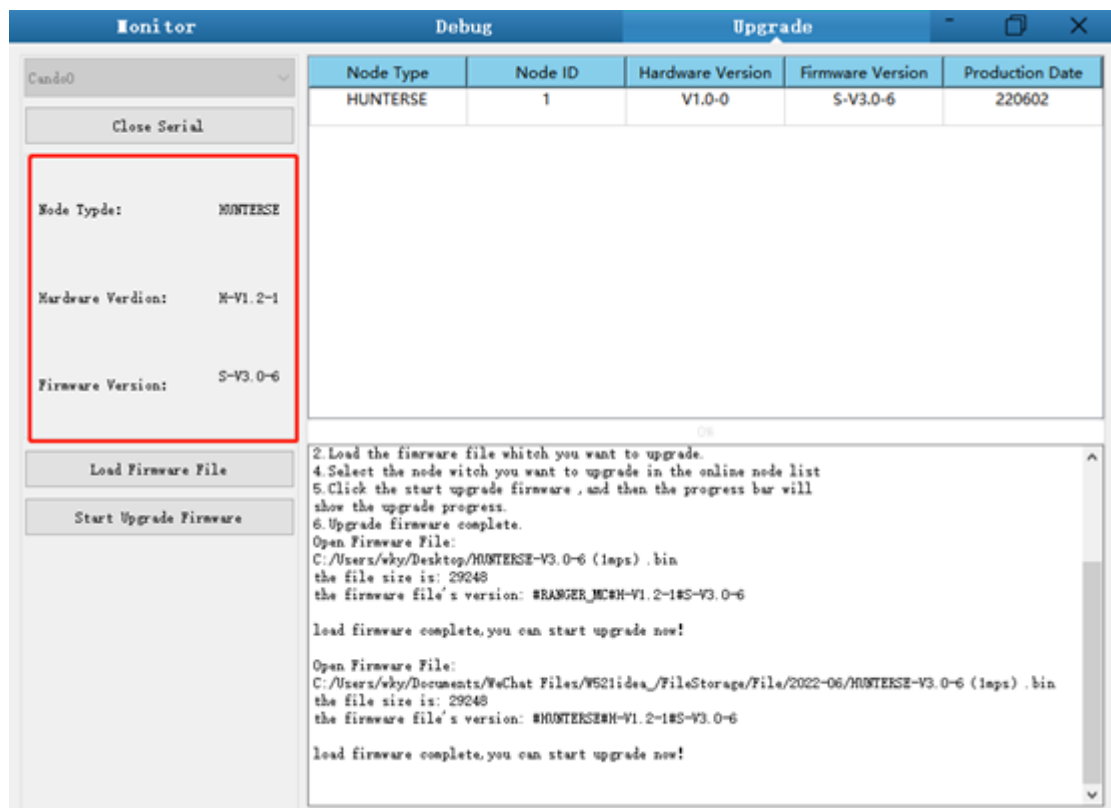 Monitor Debug Upgrade
Cando0
Close Serial
Node Typde: HUNTERSE
Hardware Verdion: H-V1.2-1
Firmware Version: S-V3.0-6
Load Firmware File
Start Upgrade Firmware
Node Type Node ID Hardware Version Firmware Version Production Date
HUNTERSE 1 V1.0-0 S-V3.0-6 220602
0%
2.Load the fimrware file whitch you want to upgrade.
4.Select the node witch you want to upgrade in the online node list
5.Click the start upgrade firmware ,and then the progress bar will
show the upgrade progress.
6.Upgrade firmware complete.
Open Firmware File:
C:/Users/wky/Desktop/HUNTERSE-V3.0-6 (1mps) .bin
the file size is: 29248
the firmware file's version: #RANGER_MC#H-V1.2-1#S-V3.0-6
load firmware complete,you can start upgrade now!
Open Firmware File:
C:/Users/wky/Documents/WeChat Files/W521idea_/FileStorage/File/2022-06/HUNTERSE-V3.0-6 (1mps) .bin
the file size is: 29248
the firmware file's version: #HUNTERSE#H-V1.2-1#S-V3.0-6
load firmware complete,you can start upgrade now!